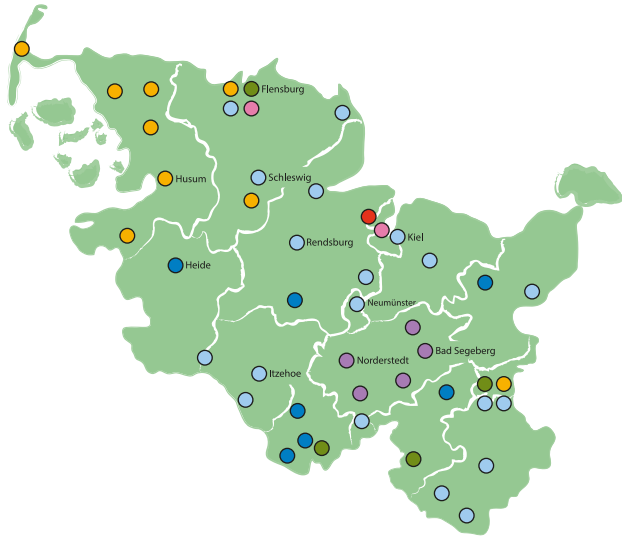 Flensburg
Husum
Schleswig
Rendsburg
Kiel
Heide
Neumünster
Bad Segeberg
Norderstedt
Itzehoe